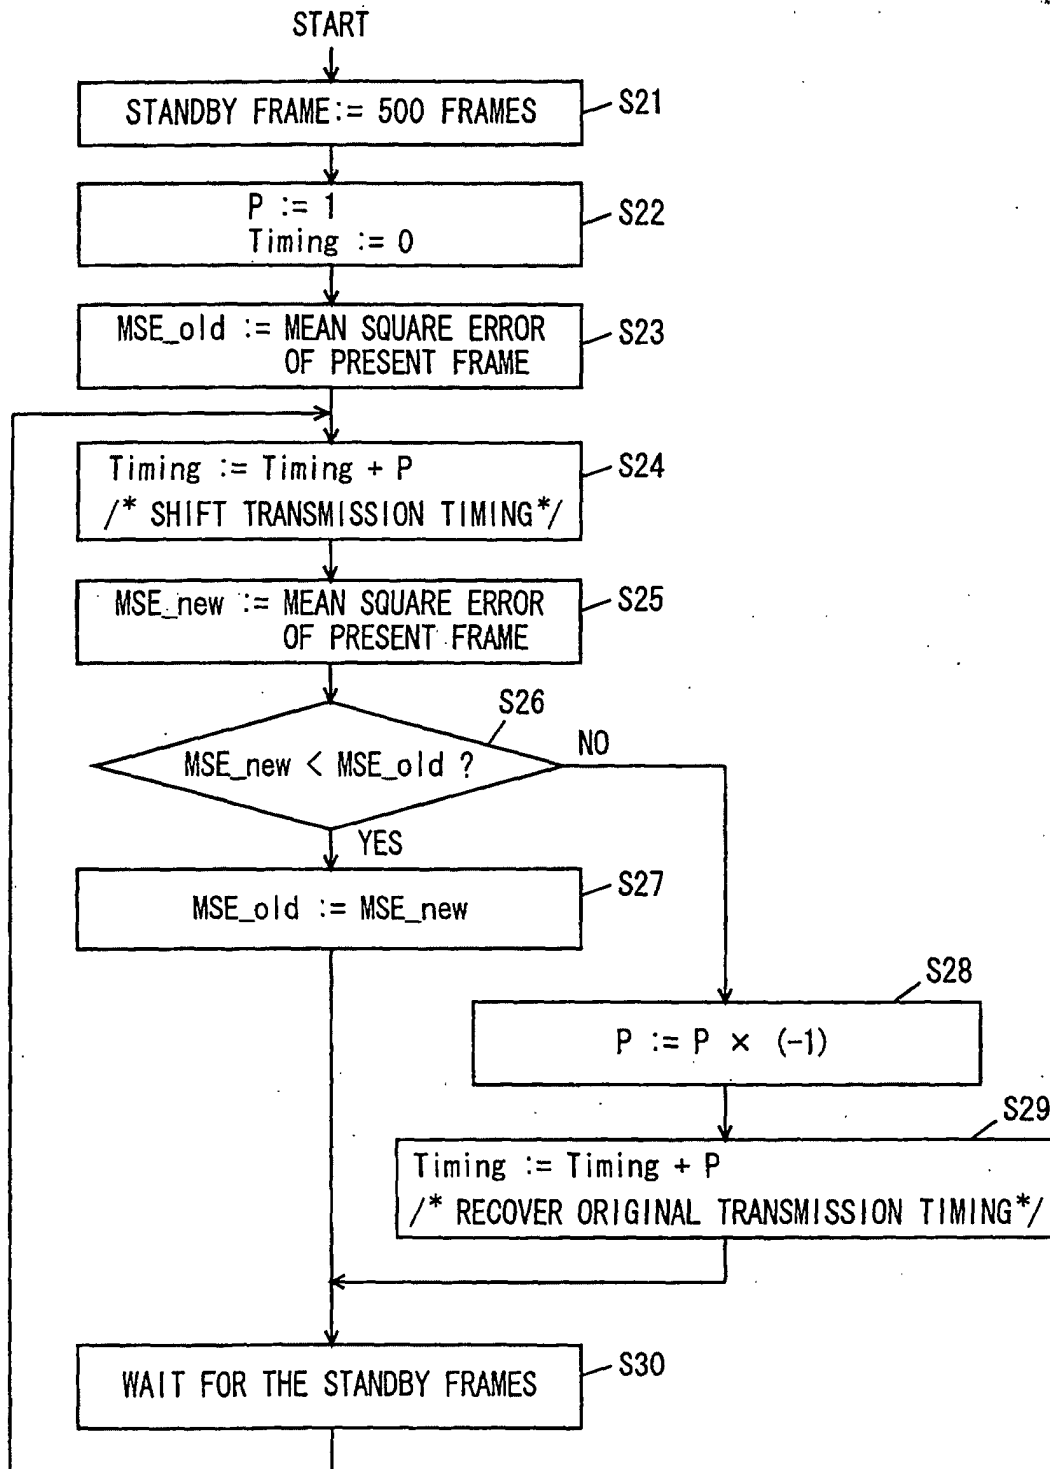 START
STANDBY FRAME:= 500 FRAMES
S21
P := 1
Timing := 0
S22
MSE_old := MEAN SQUARE ERROR
OF PRESENT FRAME
S23
Timing := Timing + P
/* SHIFT TRANSMISSION TIMING*/
S24
MSE_new := MEAN SQUARE ERROR
OF PRESENT FRAME
S25
S26
MSE_new < MSE_old ?
NO
YES
MSE_old := MSE_new
S27
S28
P := P × (-1)
S29
Timing := Timing + P
/* RECOVER ORIGINAL TRANSMISSION TIMING*/
WAIT FOR THE STANDBY FRAMES
S30